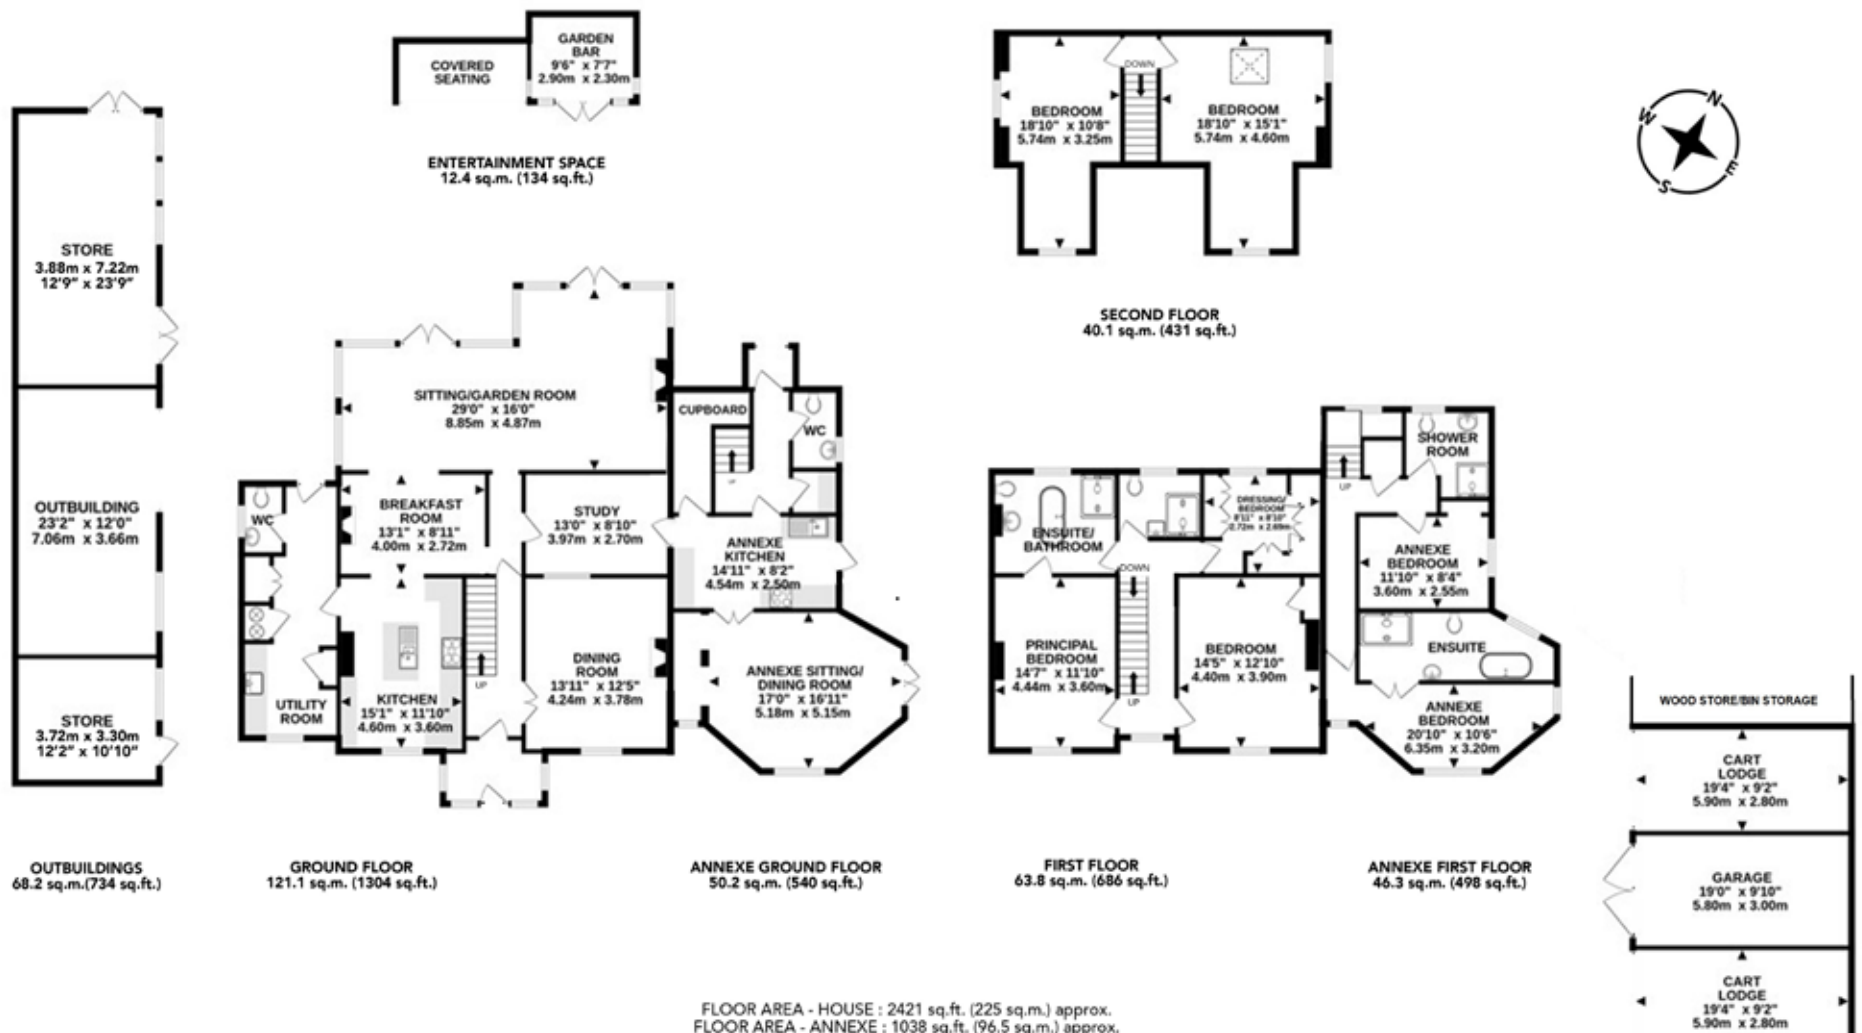 COVERED
SEATING
GARDEN
BAR
9'6" x 7'7"
2.90m x 2.30m
ENTERTAINMENT SPACE
12.4 sq.m. (134 sq.ft.)
DOWN
BEDROOM
18'10" x 10'8"
5.74m x 3.25m
BEDROOM
18'10" x 15'1"
5.74m x 4.60m
SECOND FLOOR
40.1 sq.m. (431 sq.ft.)
N
W
E
S
STORE
3.88m x 7.22m
12'9" x 23'9"
OUTBUILDING
23'2" x 12'0"
7.06m x 3.66m
STORE
3.72m x 3.30m
12'2" x 10'10"
OUTBUILDINGS
68.2 sq.m.(734 sq.ft.)
SITTING/GARDEN ROOM
29'0" x 16'0"
8.85m x 4.87m
WC
BREAKFAST
ROOM
13'1" x 8'11"
4.00m x 2.72m
STUDY
13'0" x 8'10"
3.97m x 2.70m
UTILITY
ROOM
KITCHEN
15'1" x 11'10"
4.60m x 3.60m
UP
DINING
ROOM
13'11" x 12'5"
4.24m x 3.78m
GROUND FLOOR
121.1 sq.m. (1304 sq.ft.)
CUPBOARD
UP
WC
ANNEXE
KITCHEN
14'11" x 8'2"
4.54m x 2.50m
ANNEXE SITTING/
DINING ROOM
17'0" x 16'11"
5.18m x 5.15m
ANNEXE GROUND FLOOR
50.2 sq.m. (540 sq.ft.)
ENSUITE/
BATHROOM
DRESSING/
BEDROOM
8'11" x 8'10"
2.72m x 2.69m
DOWN
PRINCIPAL
BEDROOM
14'7" x 11'10"
4.44m x 3.60m
UP
BEDROOM
14'5" x 12'10"
4.40m x 3.90m
FIRST FLOOR
63.8 sq.m. (686 sq.ft.)
UP
SHOWER
ROOM
ANNEXE
BEDROOM
11'10" x 8'4"
3.60m x 2.55m
ENSUITE
ANNEXE
BEDROOM
20'10" x 10'6"
6.35m x 3.20m
ANNEXE FIRST FLOOR
46.3 sq.m. (498 sq.ft.)
WOOD STORE/BIN STORAGE
CART
LODGE
19'4" x 9'2"
5.90m x 2.80m
GARAGE
19'0" x 9'10"
5.80m x 3.00m
CART
LODGE
19'4" x 9'2"
5.90m x 2.80m
FLOOR AREA - HOUSE : 2421 sq.ft. (225 sq.m.) approx.
FLOOR AREA - ANNEXE : 1038 sq.ft. (96.5 sq.m.) approx.